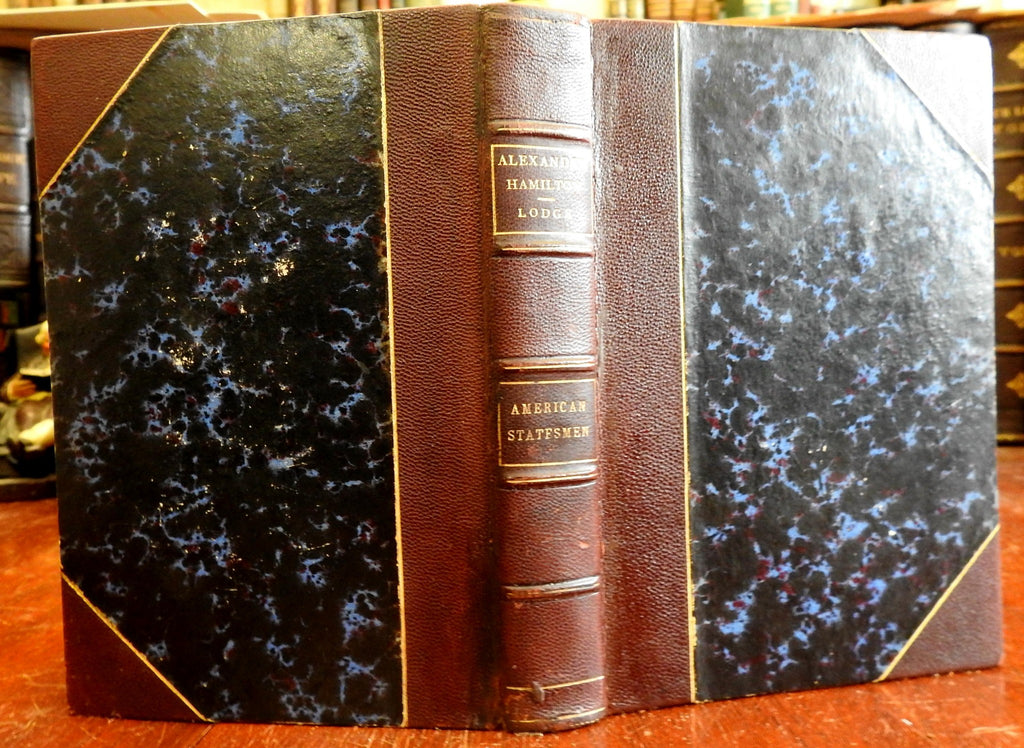 ALEXANDER
HAMILTON
LODGE
AMERICAN
STATESMEN